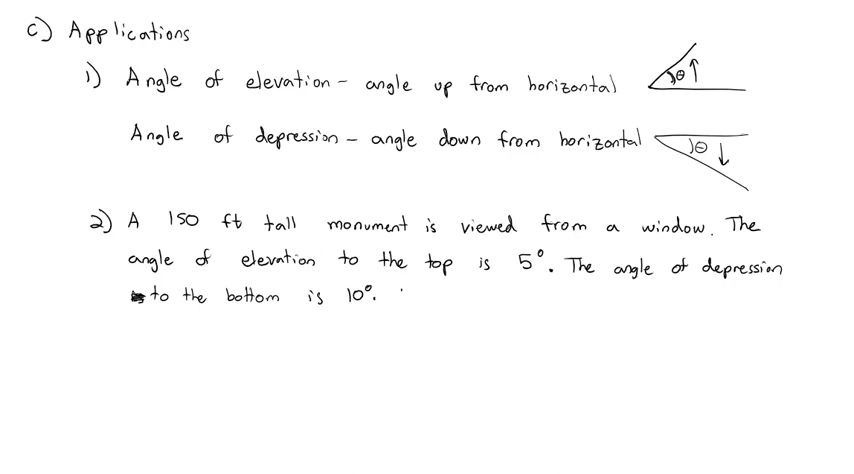 C) Applications
1) Angle of elevation - angle up from horizontal
θ
Angle of depression - angle down from horizontal
θ
2) A 150 ft tall monument is viewed from a window. The
angle of elevation to the top is 5°. The angle of depression
to the bottom is 10°.